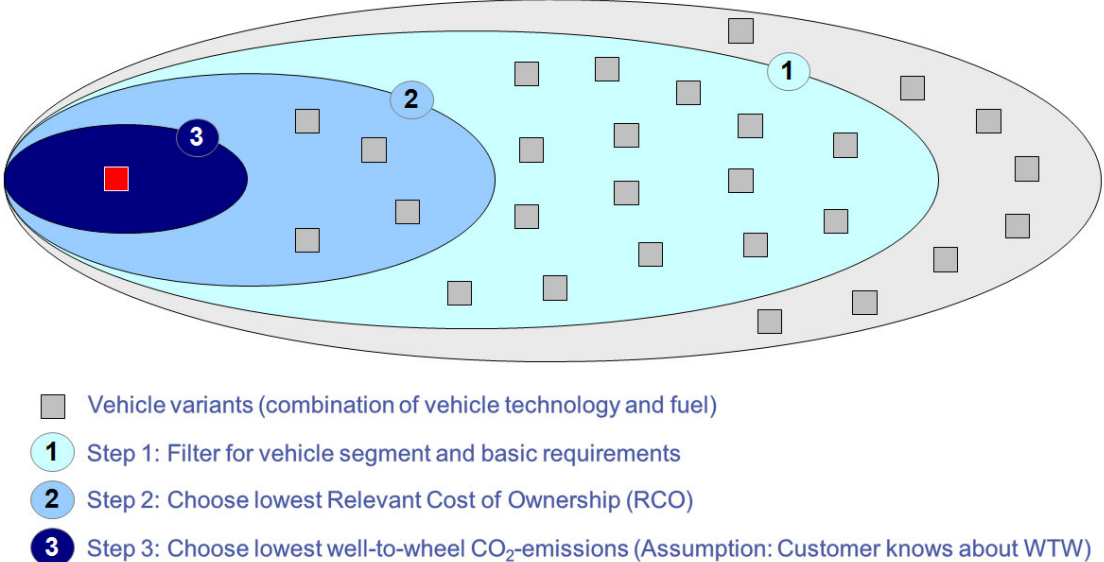 1
2
3
Vehicle variants (combination of vehicle technology and fuel)
1 Step 1: Filter for vehicle segment and basic requirements
2 Step 2: Choose lowest Relevant Cost of Ownership (RCO)
3 Step 3: Choose lowest well-to-wheel CO₂-emissions (Assumption: Customer knows about WTW)